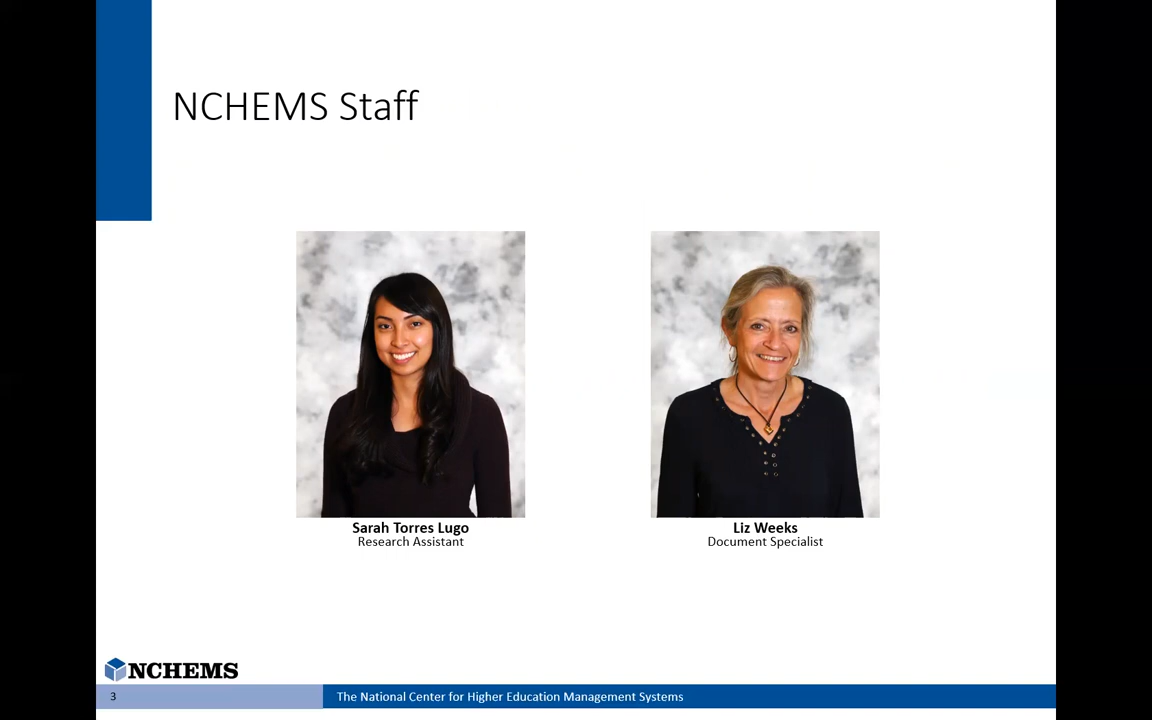 NCHEMS Staff
Sarah Torres Lugo
Research Assistant
Liz Weeks
Document Specialist
NCHEMS
3
The National Center for Higher Education Management Systems